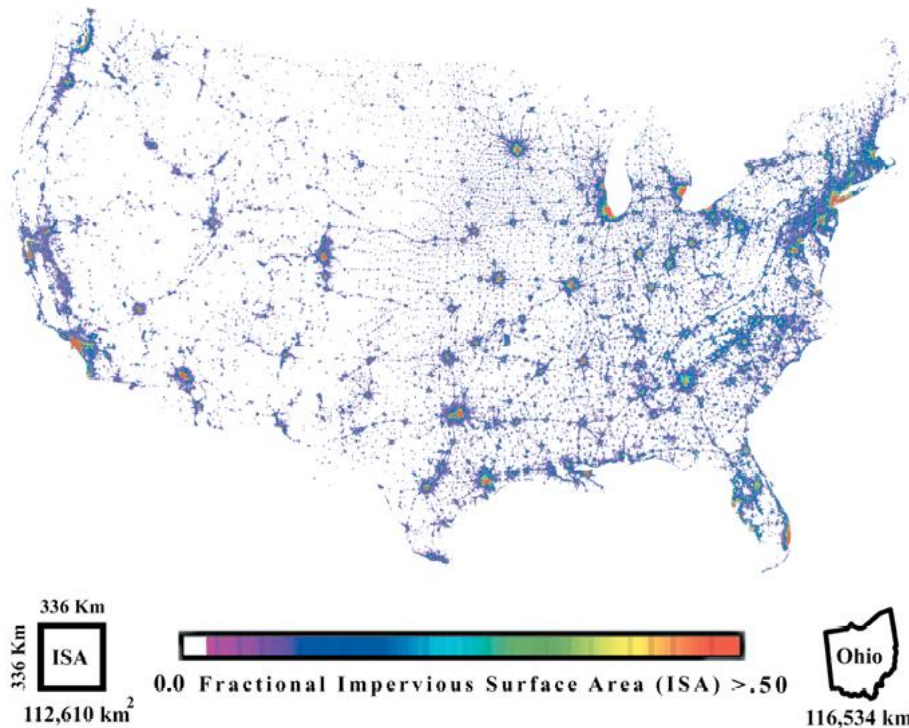 336 Km
336 Km
ISA
112,610 km2
0.0 Fractional Impervious Surface Area (ISA) >.50
Ohio
116,534 km